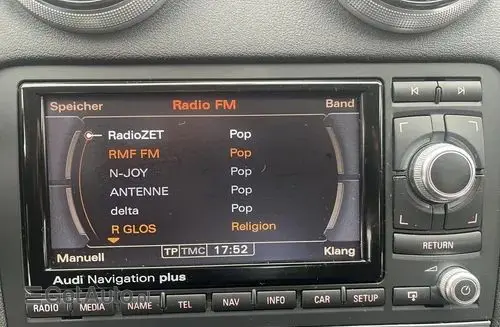 Speicher Radio FM Band
RadioZET Pop
RMF FM Pop
N-JOY Pop
ANTENNE Pop
delta Pop
R GLOS Religion
Manuell TP TMC 17:52 Klang
Audi Navigation plus
RETURN
RADIO MEDIA NAME TEL NAV INFO CAR SETUP